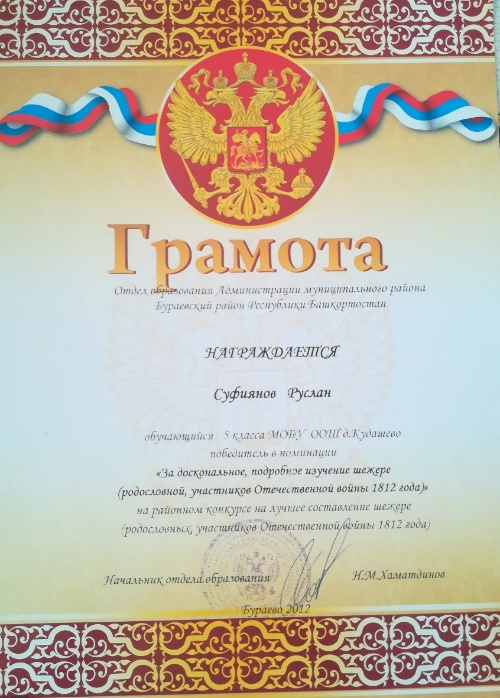 Грамота
Отдел образования Администрации муниципального района
Бураевский район Республики Башкортостан
НАГРАЖДАЕТСЯ
Суфиянов Руслан
обучающийся 5 класса МОБУ ООШ д.Кудашево
победитель в номинации
«За доскональное, подробное изучение шежере
(родословной, участников Отечественной войны 1812 года)»
на районном конкурсе на лучшее составление шежере
(родословных, участников Отечественной войны 1812 года)
Начальник отдела образования Н.М.Хаматдинов
Бураево 2012